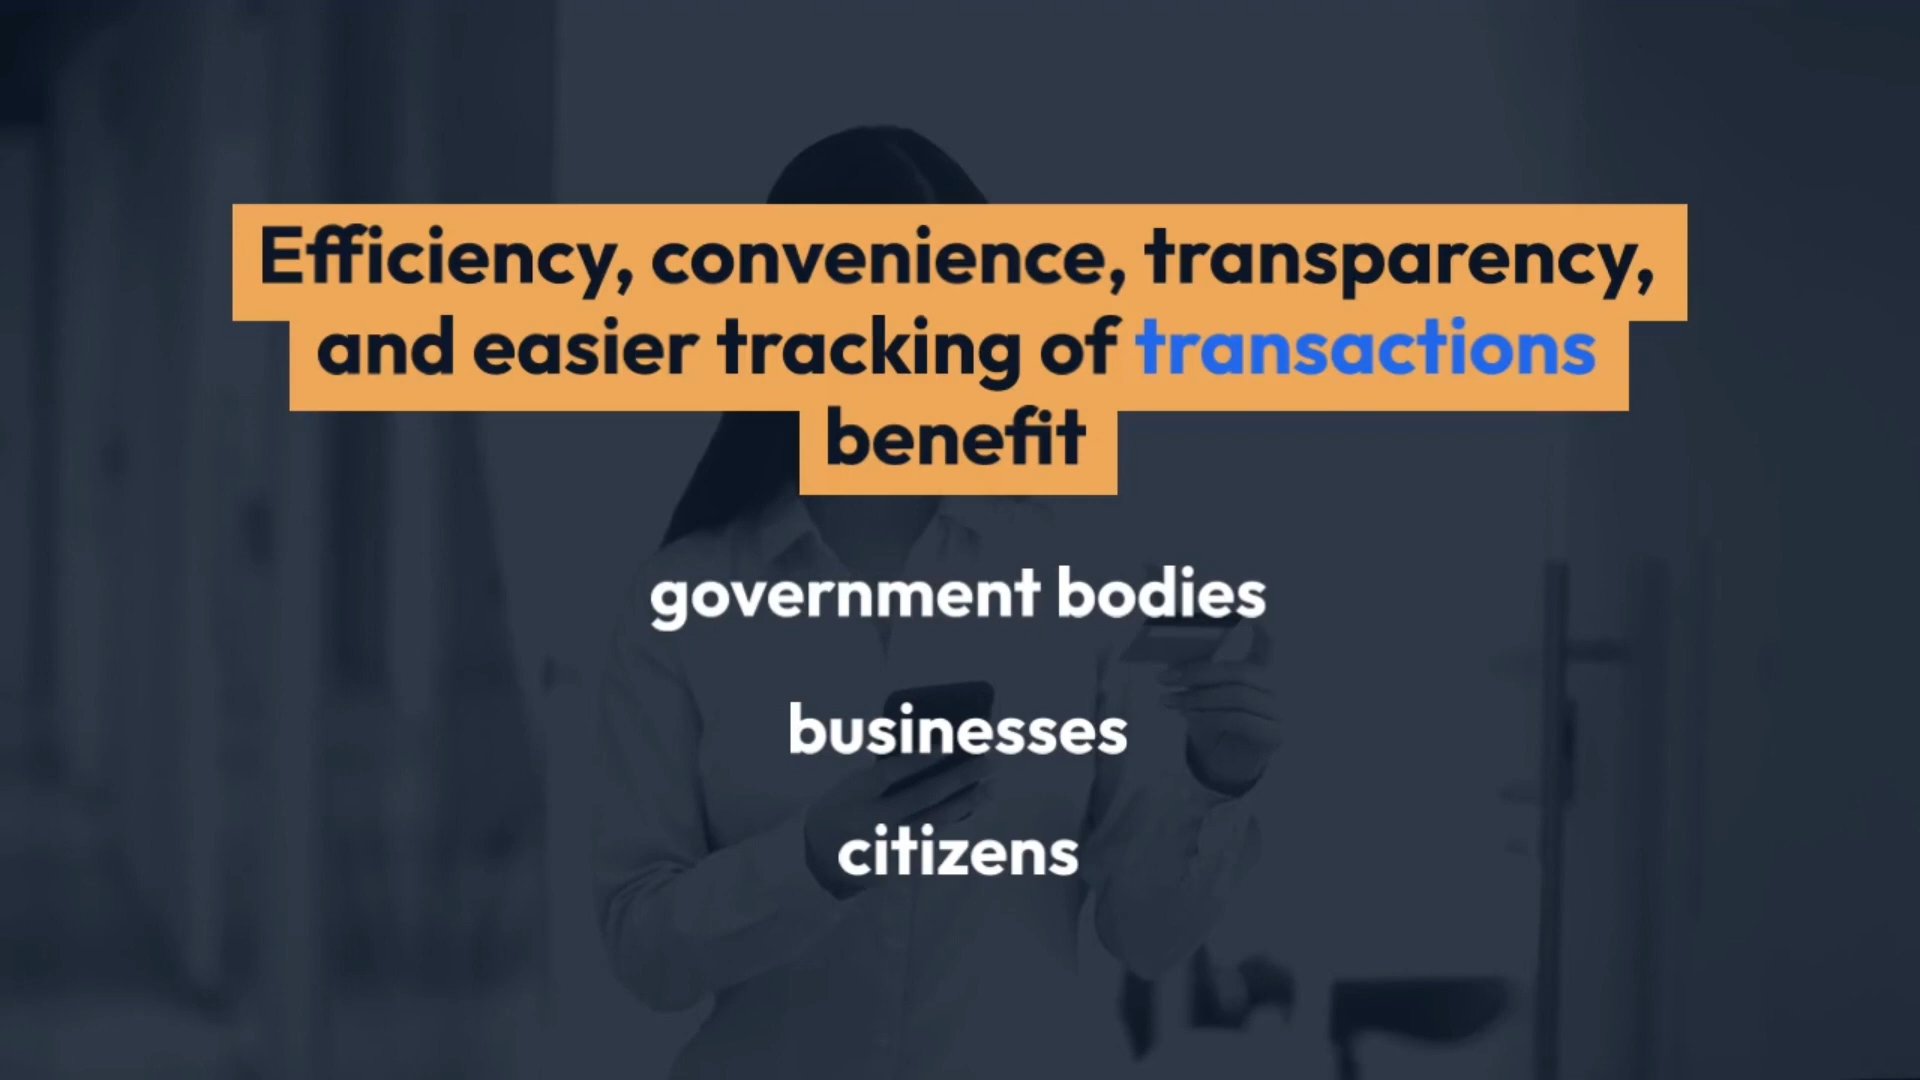 Efficiency, convenience, transparency,
and easier tracking of transactions
benefit
government bodies
businesses
citizens